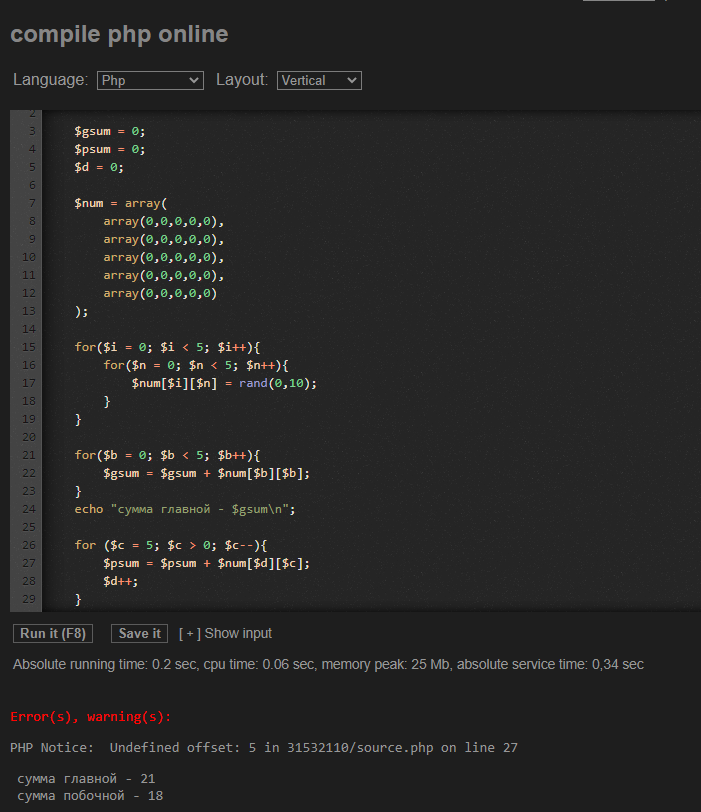 compile php online
Language: Php Layout: Vertical
2
3 $gsum = 0;
4 $psum = 0;
5 $d = 0;
6
7 $num = array(
8 array(0,0,0,0,0),
9 array(0,0,0,0,0),
10 array(0,0,0,0,0),
11 array(0,0,0,0,0),
12 array(0,0,0,0,0)
13 );
14
15 for($i = 0; $i < 5; $i++){
16 for($n = 0; $n < 5; $n++){
17 $num[$i][$n] = rand(0,10);
18 }
19 }
20
21 for($b = 0; $b < 5; $b++){
22 $gsum = $gsum + $num[$b][$b];
23 }
24 echo "сумма главной - $gsum\n";
25
26 for ($c = 5; $c > 0; $c--){
27 $psum = $psum + $num[$d][$c];
28 $d++;
29 }
Run it (F8) Save it [ + ] Show input
Absolute running time: 0.2 sec, cpu time: 0.06 sec, memory peak: 25 Mb, absolute service time: 0,34 sec
Error(s), warning(s):
PHP Notice:  Undefined offset: 5 in 31532110/source.php on line 27
сумма главной - 21
сумма побочной - 18